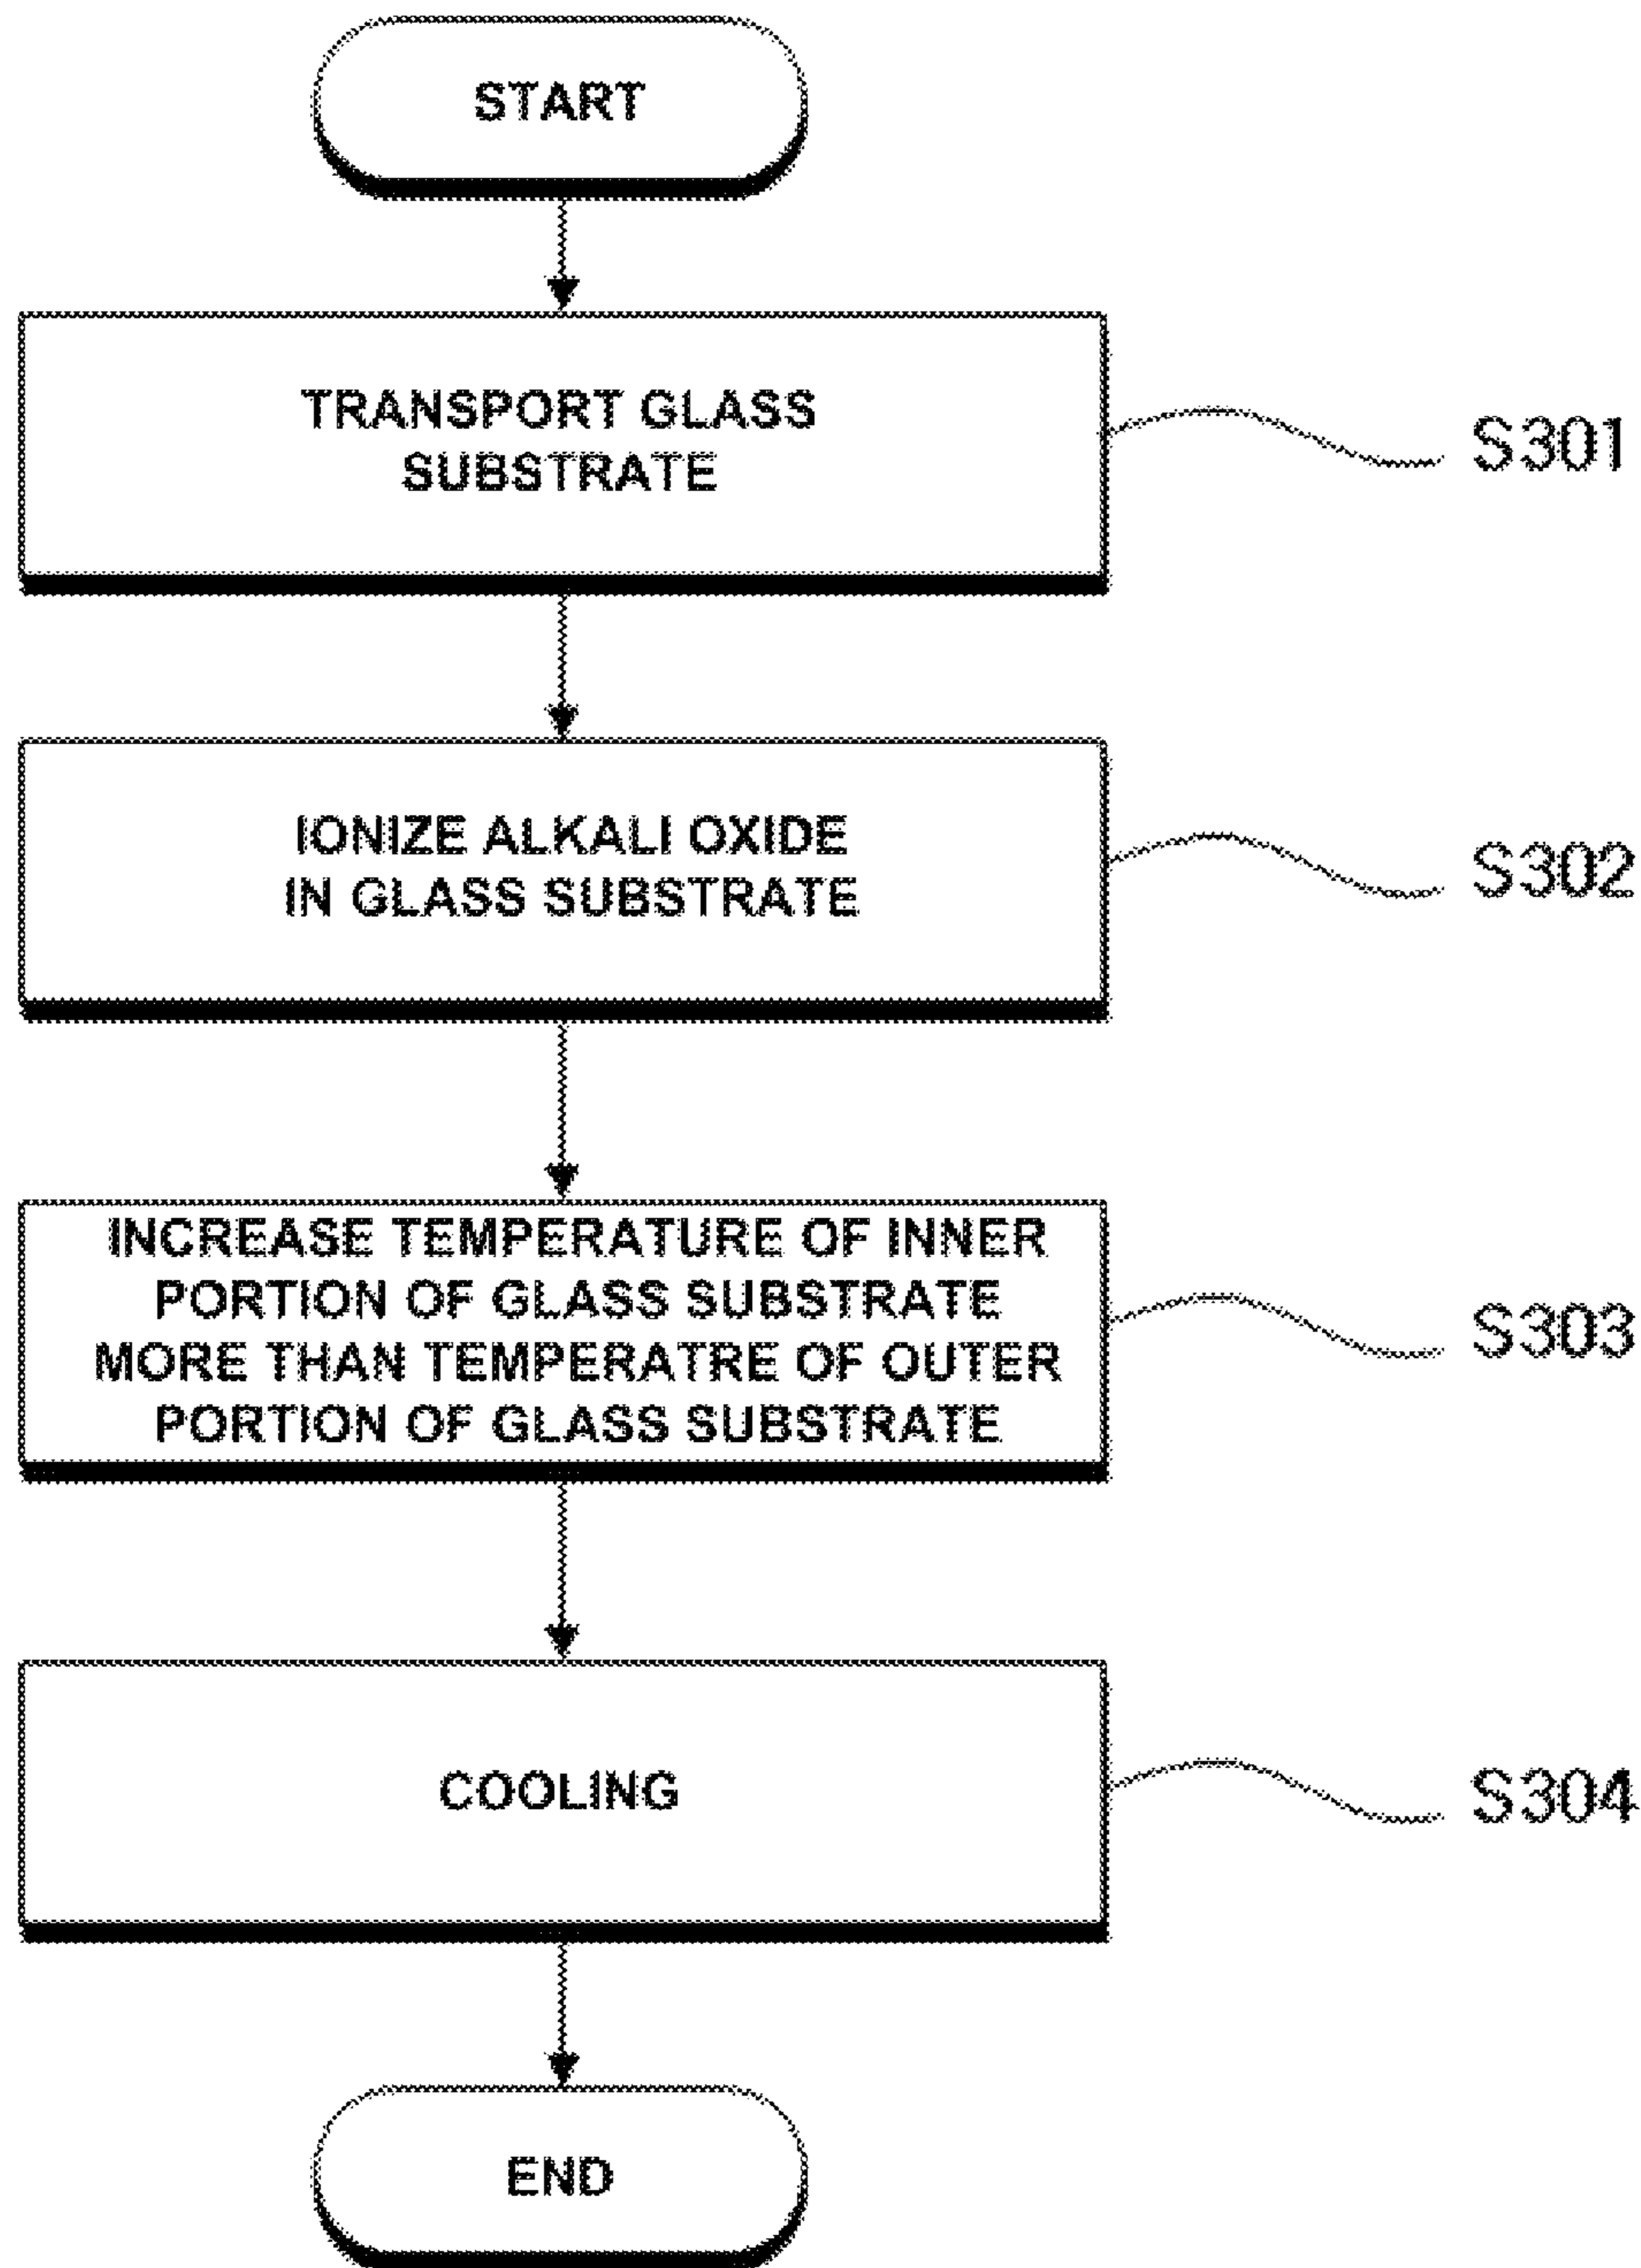 START
TRANSPORT GLASS
SUBSTRATE
S301
IONIZE ALKALI OXIDE
IN GLASS SUBSTRATE
S302
INCREASE TEMPERATURE OF INNER
PORTION OF GLASS SUBSTRATE
MORE THAN TEMPERATRE OF OUTER
PORTION OF GLASS SUBSTRATE
S303
COOLING
S304
END